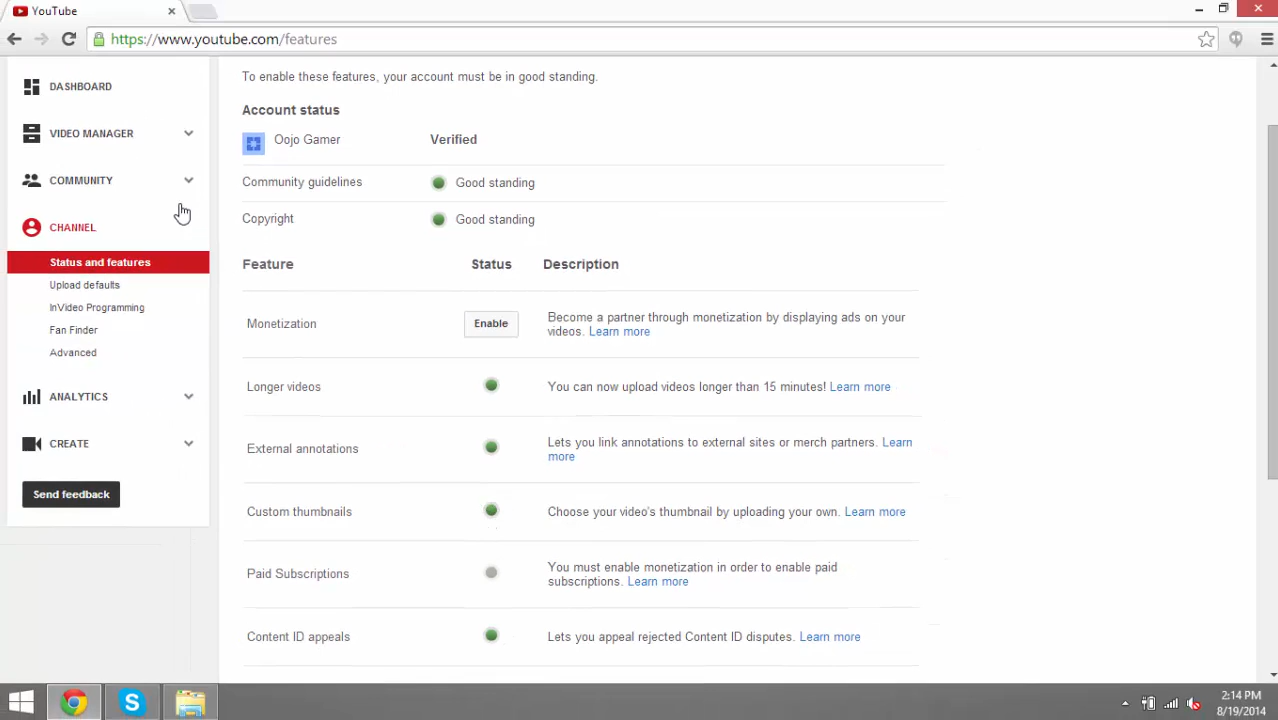 YouTube
https://www.youtube.com/features
DASHBOARD
VIDEO MANAGER
COMMUNITY
CHANNEL
Status and features
Upload defaults
InVideo Programming
Fan Finder
Advanced
ANALYTICS
CREATE
Send feedback
To enable these features, your account must be in good standing.
Account status
Oojo Gamer Verified
Community guidelines Good standing
Copyright Good standing
Feature Status Description
Monetization Enable Become a partner through monetization by displaying ads on your
videos. Learn more
Longer videos You can now upload videos longer than 15 minutes! Learn more
External annotations Lets you link annotations to external sites or merch partners. Learn
more
Custom thumbnails Choose your video's thumbnail by uploading your own. Learn more
Paid Subscriptions You must enable monetization in order to enable paid
subscriptions. Learn more
Content ID appeals Lets you appeal rejected Content ID disputes. Learn more
2:14 PM
8/19/2014